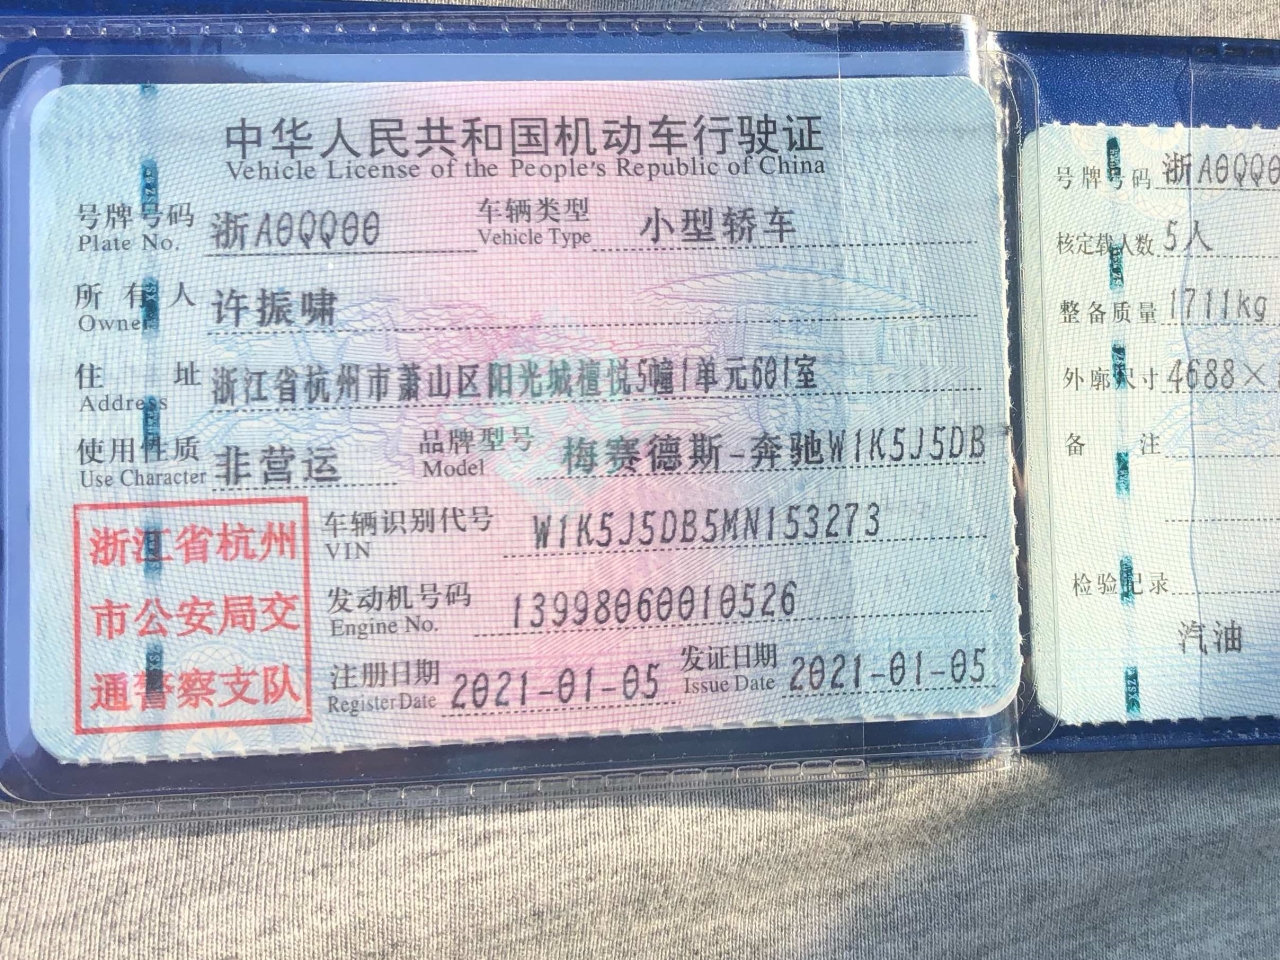 中华人民共和国机动车行驶证
Vehicle License of the People's Republic of China
号牌号码 浙A0QQ00 车辆类型 小型轿车
Plate No. Vehicle Type
所有人 许振啸
Owner
住址 浙江省杭州市萧山区阳光城檀悦5幢1单元601室
Address
使用性质 非营运 品牌型号 梅赛德斯-奔驰W1K5J5DB
Use Character Model
车辆识别代号 W1K5J5DB5MN153273
VIN
发动机号码 13998060010526
Engine No.
注册日期 2021-01-05 发证日期 2021-01-05
Register Date Issue Date
浙江省杭州
市公安局交
通警察支队
号牌号码 浙A0QQ0
核定载人数 5人
整备质量 1711kg
外廓尺寸 4688×
备注
检验记录
汽油